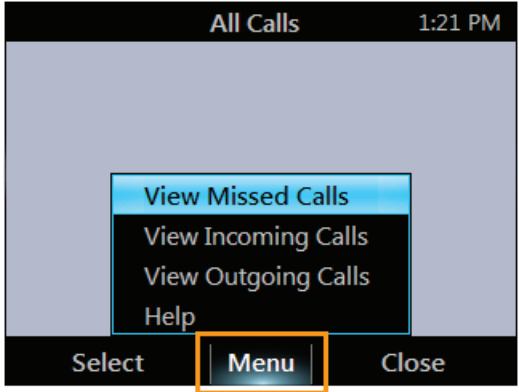 All Calls 1:21 PM
View Missed Calls
View Incoming Calls
View Outgoing Calls
Help
Select Menu Close